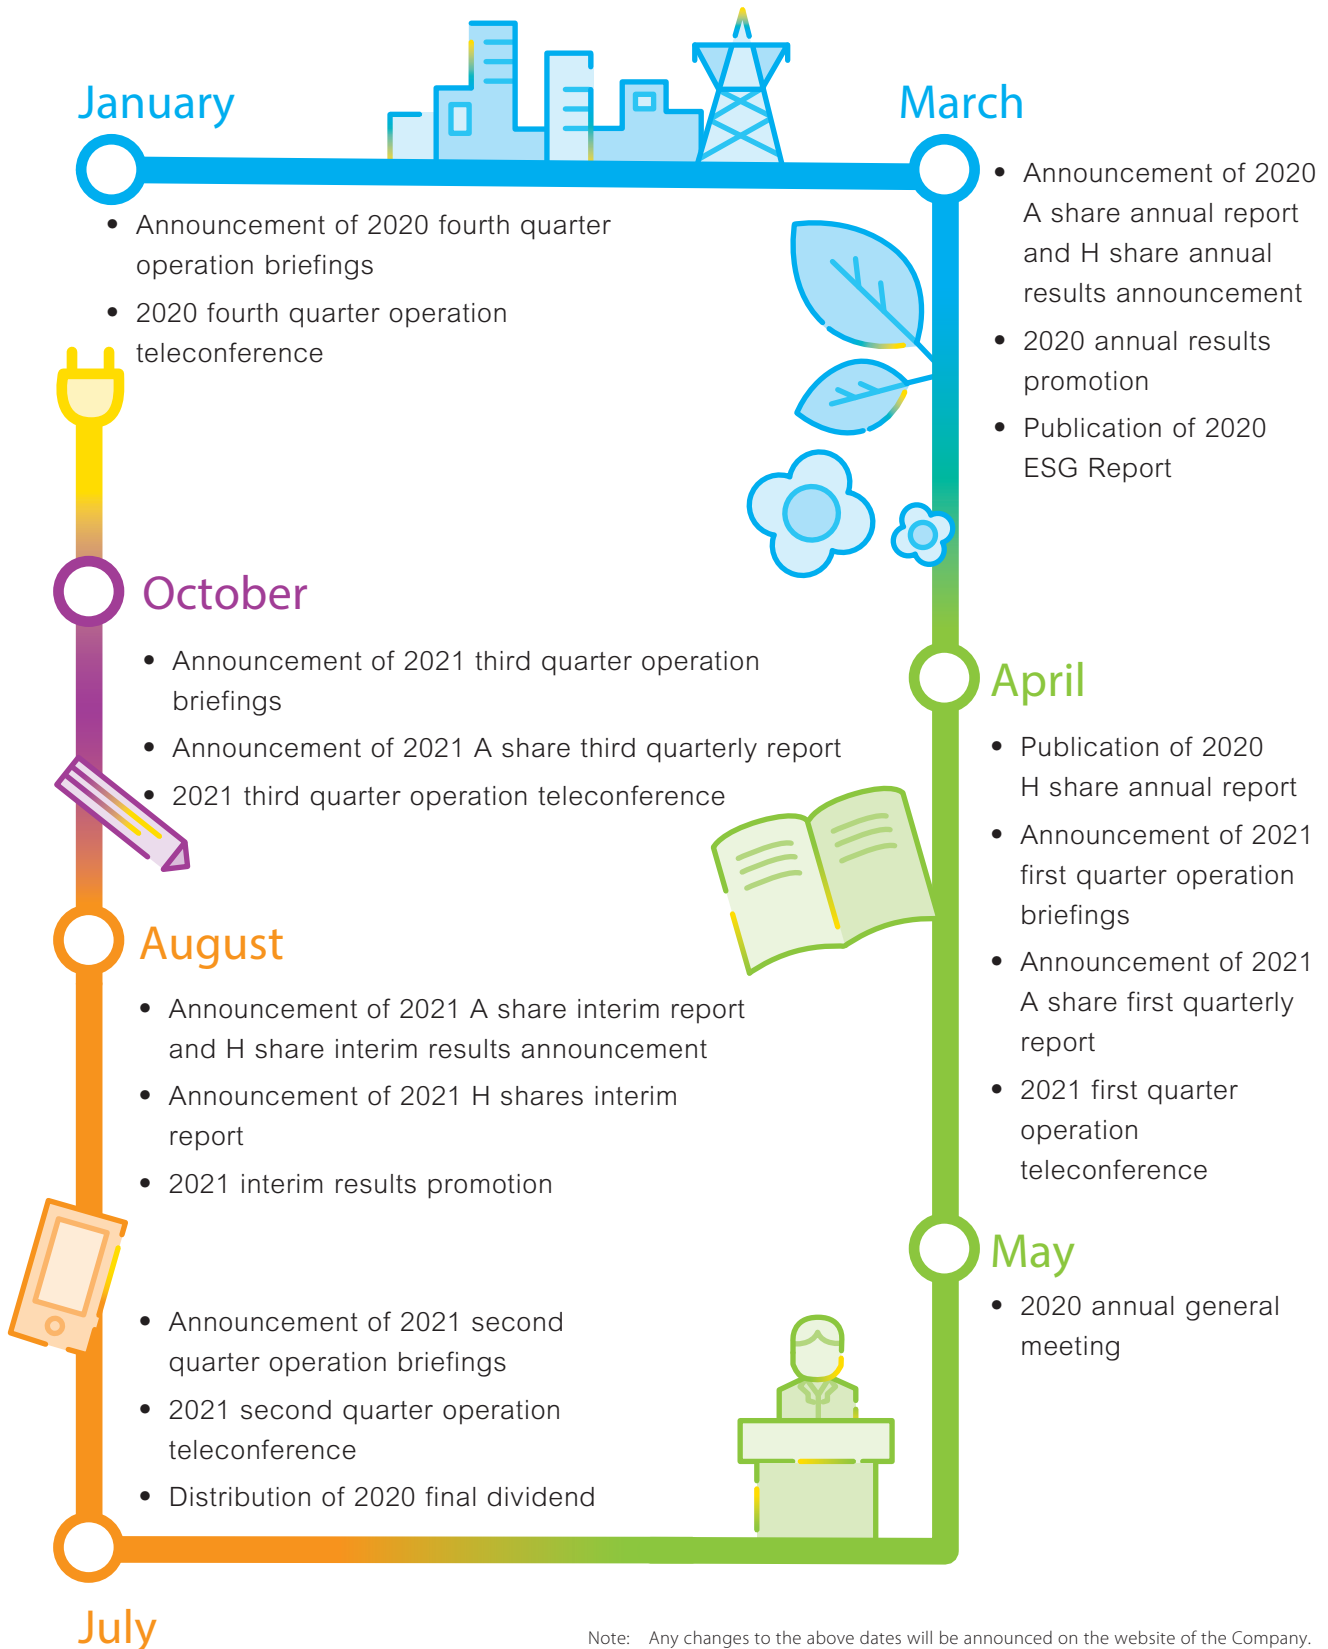 January
• Announcement of 2020 fourth quarter
operation briefings
• 2020 fourth quarter operation
teleconference
March
• Announcement of 2020
A share annual report
and H share annual
results announcement
• 2020 annual results
promotion
• Publication of 2020
ESG Report
April
• Publication of 2020
H share annual report
• Announcement of 2021
first quarter operation
briefings
• Announcement of 2021
A share first quarterly
report
• 2021 first quarter
operation
teleconference
May
• 2020 annual general
meeting
July
• Announcement of 2021 second
quarter operation briefings
• 2021 second quarter operation
teleconference
• Distribution of 2020 final dividend
August
• Announcement of 2021 A share interim report
and H share interim results announcement
• Announcement of 2021 H shares interim
report
• 2021 interim results promotion
October
• Announcement of 2021 third quarter operation
briefings
• Announcement of 2021 A share third quarterly report
• 2021 third quarter operation teleconference
Note: Any changes to the above dates will be announced on the website of the Company.